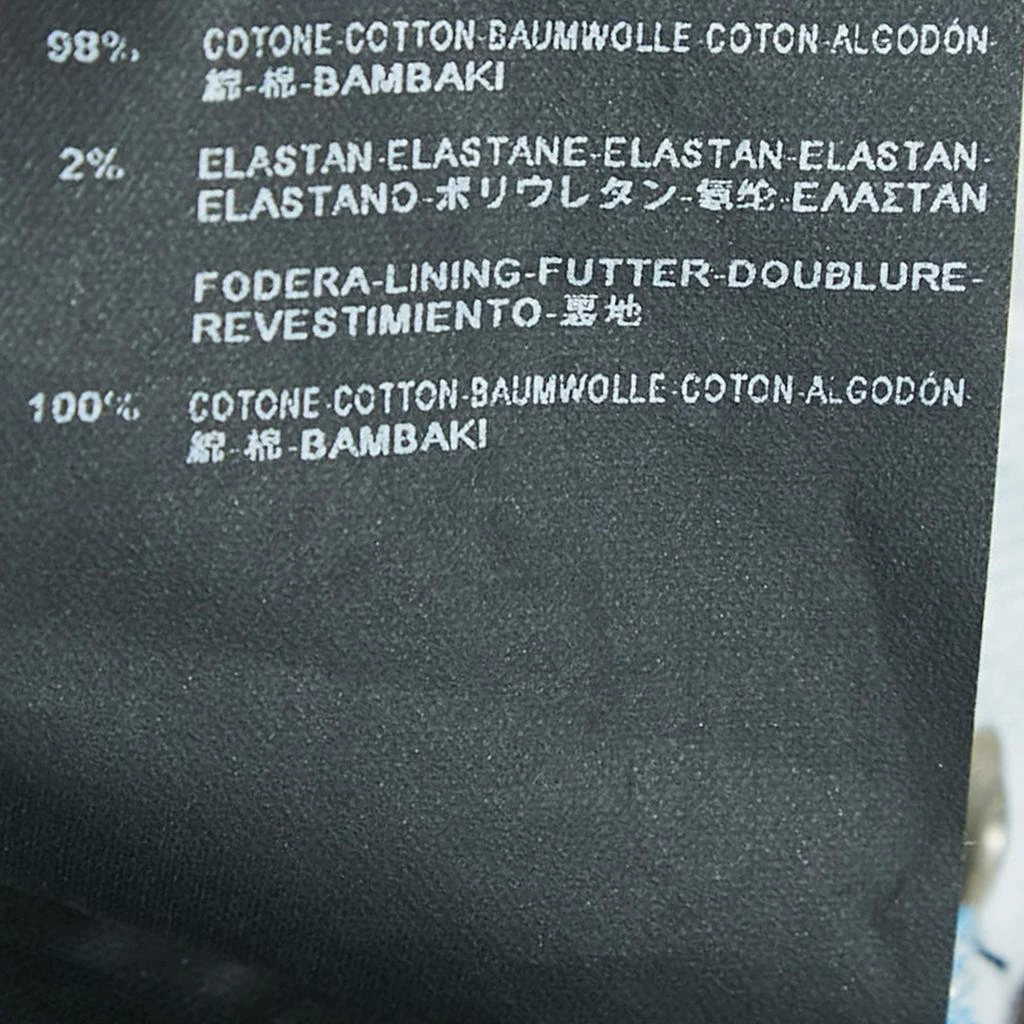 98% COTONE-COTTON-BAUMWOLLE-COTON-ALGODÓN-
綿-棉-BAMBAKI
2% ELASTAN-ELASTANE-ELASTAN-ELASTAN-
ELASTANO-ポリウレタン-氨纶-ΕΛΑΣΤΑΝ
FODERA-LINING-FUTTER-DOUBLURE-
REVESTIMIENTO-裏地
100% COTONE-COTTON-BAUMWOLLE-COTON-ALGODÓN-
綿-棉-BAMBAKI